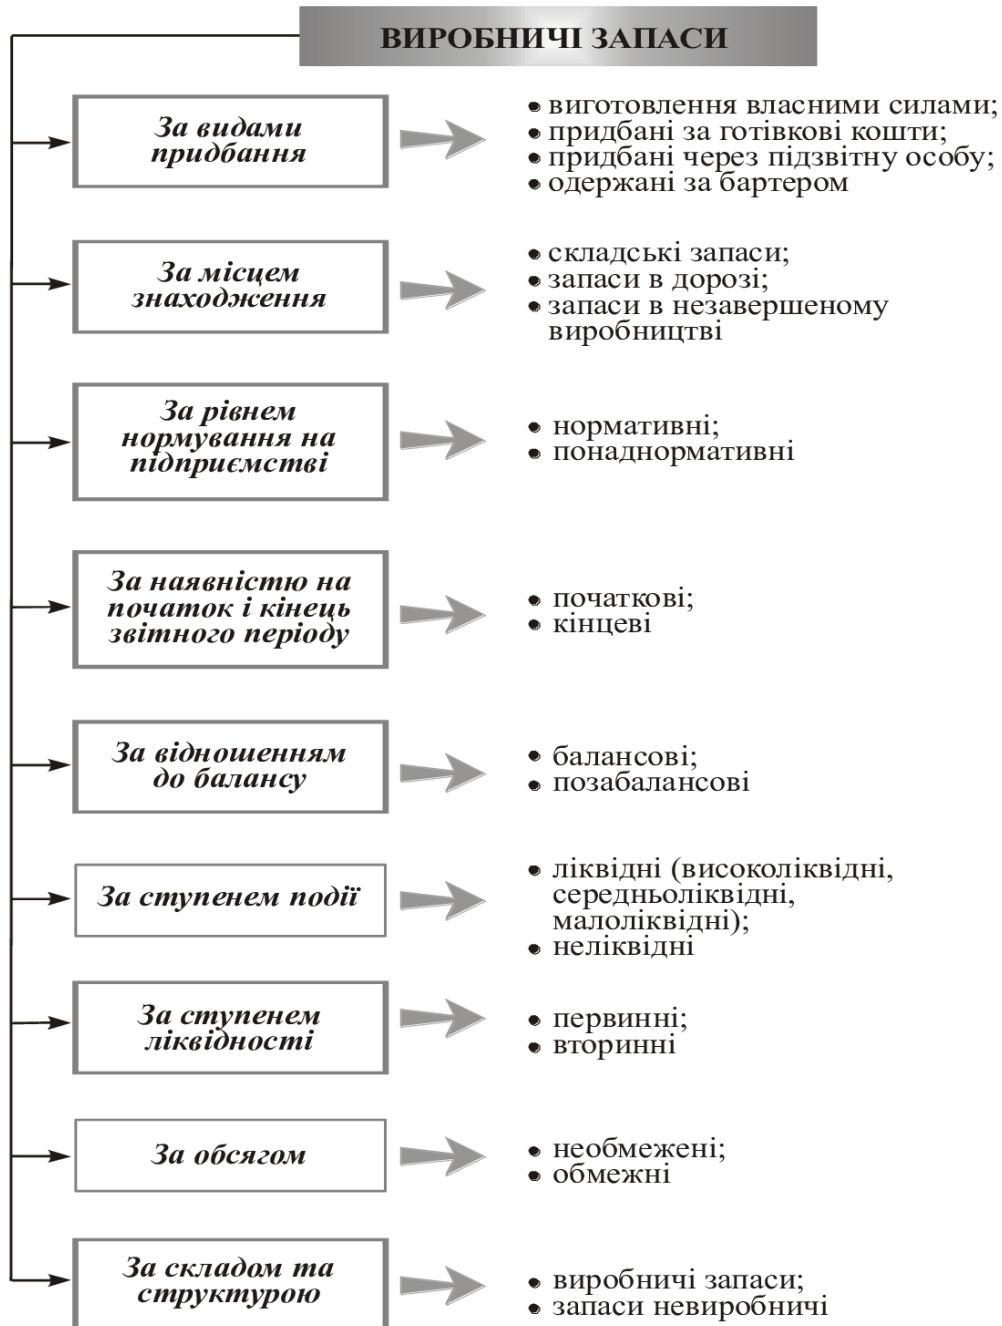 ВИРОБНИЧІ ЗАПАСИ
За видами
придбання
• виготовлення власними силами;
• придбані за готівкові кошти;
• придбані через підзвітну особу;
• одержані за бартером
За місцем
знаходження
• складські запаси;
• запаси в дорозі;
• запаси в незавершеному
виробництві
За рівнем
нормування на
підприємстві
• нормативні;
• понаднормативні
За наявністю на
початок і кінець
звітного періоду
• початкові;
• кінцеві
За відношенням
до балансу
• балансові;
• позабалансові
За ступенем події
• ліквідні (високоліквідні,
середньоліквідні,
малоліквідні);
• неліквідні
За ступенем
ліквідності
• первинні;
• вторинні
За обсягом
• необмежені;
• обмежні
За складом та
структурою
• виробничі запаси;
• запаси невиробничі